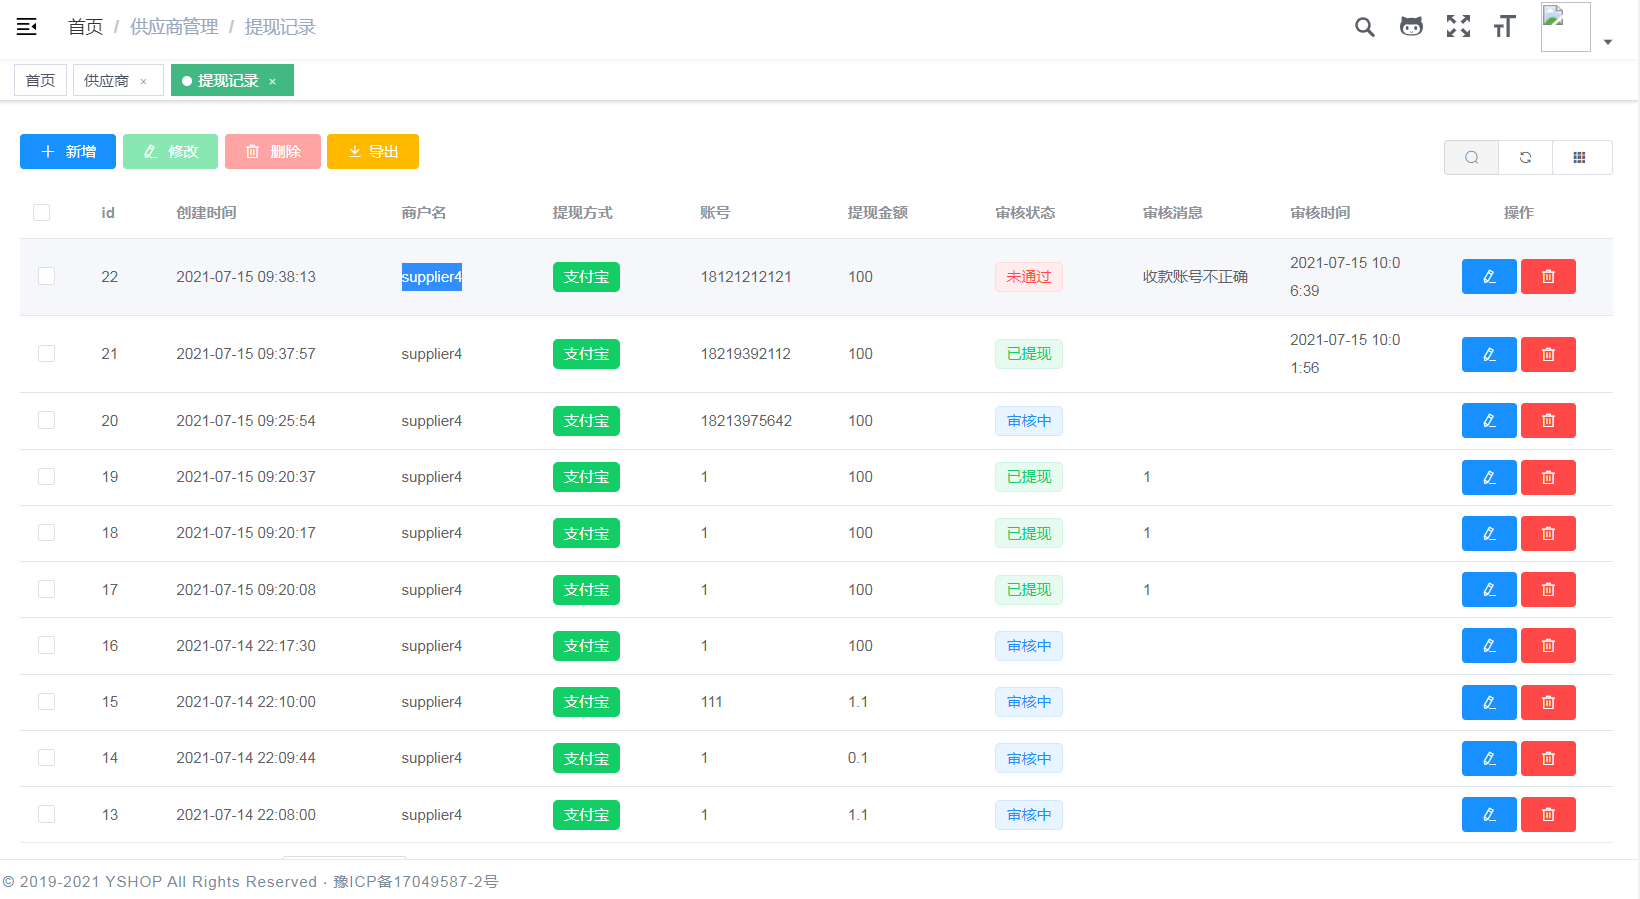 首页 / 供应商管理 / 提现记录
首页 供应商 × 提现记录 ×
新增 修改 删除 导出
id 创建时间 商户名 提现方式 账号 提现金额 审核状态 审核消息 审核时间 操作
22 2021-07-15 09:38:13 supplier4 支付宝 18121212121 100 未通过 收款账号不正确 2021-07-15 10:0
6:39
21 2021-07-15 09:37:57 supplier4 支付宝 18219392112 100 已提现 2021-07-15 10:0
1:56
20 2021-07-15 09:25:54 supplier4 支付宝 18213975642 100 审核中
19 2021-07-15 09:20:37 supplier4 支付宝 1 100 已提现 1
18 2021-07-15 09:20:17 supplier4 支付宝 1 100 已提现 1
17 2021-07-15 09:20:08 supplier4 支付宝 1 100 已提现 1
16 2021-07-14 22:17:30 supplier4 支付宝 1 100 审核中
15 2021-07-14 22:10:00 supplier4 支付宝 111 1.1 审核中
14 2021-07-14 22:09:44 supplier4 支付宝 1 0.1 审核中
13 2021-07-14 22:08:00 supplier4 支付宝 1 1.1 审核中
© 2019-2021 YSHOP All Rights Reserved · 豫ICP备17049587-2号